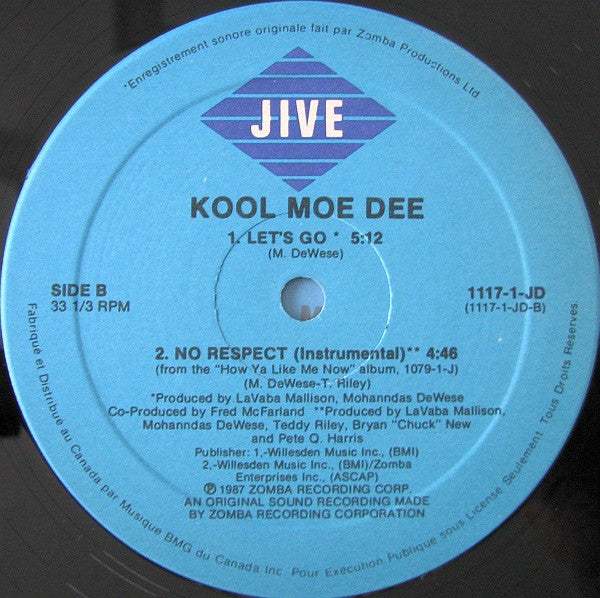 *Enregistrement sonore originale fait par Zomba Productions Ltd
JIVE
KOOL MOE DEE
1. LET'S GO * 5:12
(M. DeWese)
SIDE B
33 1/3 RPM
1117-1-JD
(1117-1-JD-B)
2. NO RESPECT (Instrumental)** 4:46
(from the "How Ya Like Me Now" album, 1079-1-J)
(M. DeWese-T. Riley)
*Produced by LaVaba Mallison, Mohanndas DeWese
Co-Produced by Fred McFarland **Produced by LaVaba Mallison,
Mohanndas DeWese, Teddy Riley, Bryan "Chuck" New
and Pete Q. Harris
Publisher: 1,-Willesden Music Inc., (BMI)
2,-Willesden Music Inc., (BMI)/Zomba
Enterprises Inc., (ASCAP)
℗ 1987 ZOMBA RECORDING CORP.
AN ORIGINAL SOUND RECORDING MADE
BY ZOMBA RECORDING CORPORATION
Fabriqué et Distribué au Canada par Musique BMG du Canada Inc. Pour Exécution Publique sous License Seulement. Tous Droits Réservés